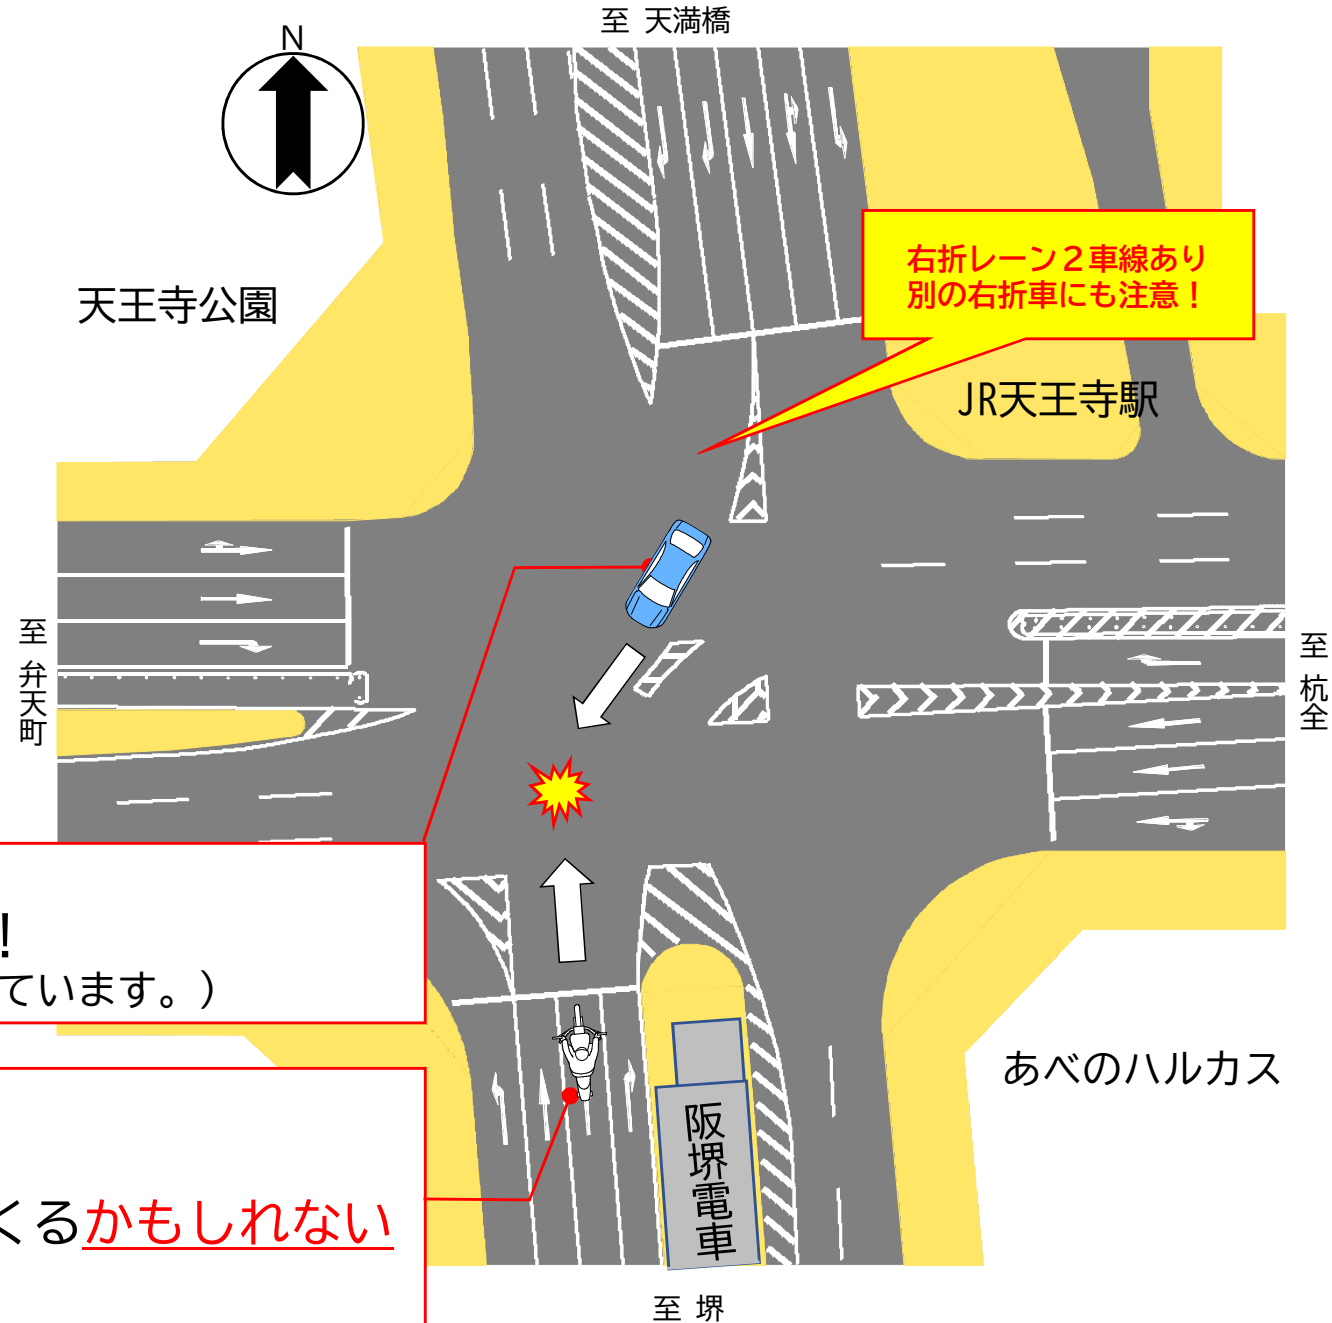 至 天満橋
N
天王寺公園
右折レーン２車線あり
別の右折車にも注意！
JR天王寺駅
至 弁天町
至 杭全
！
ています。）
あべのハルカス
阪堺電車
くるかもしれない
至 堺